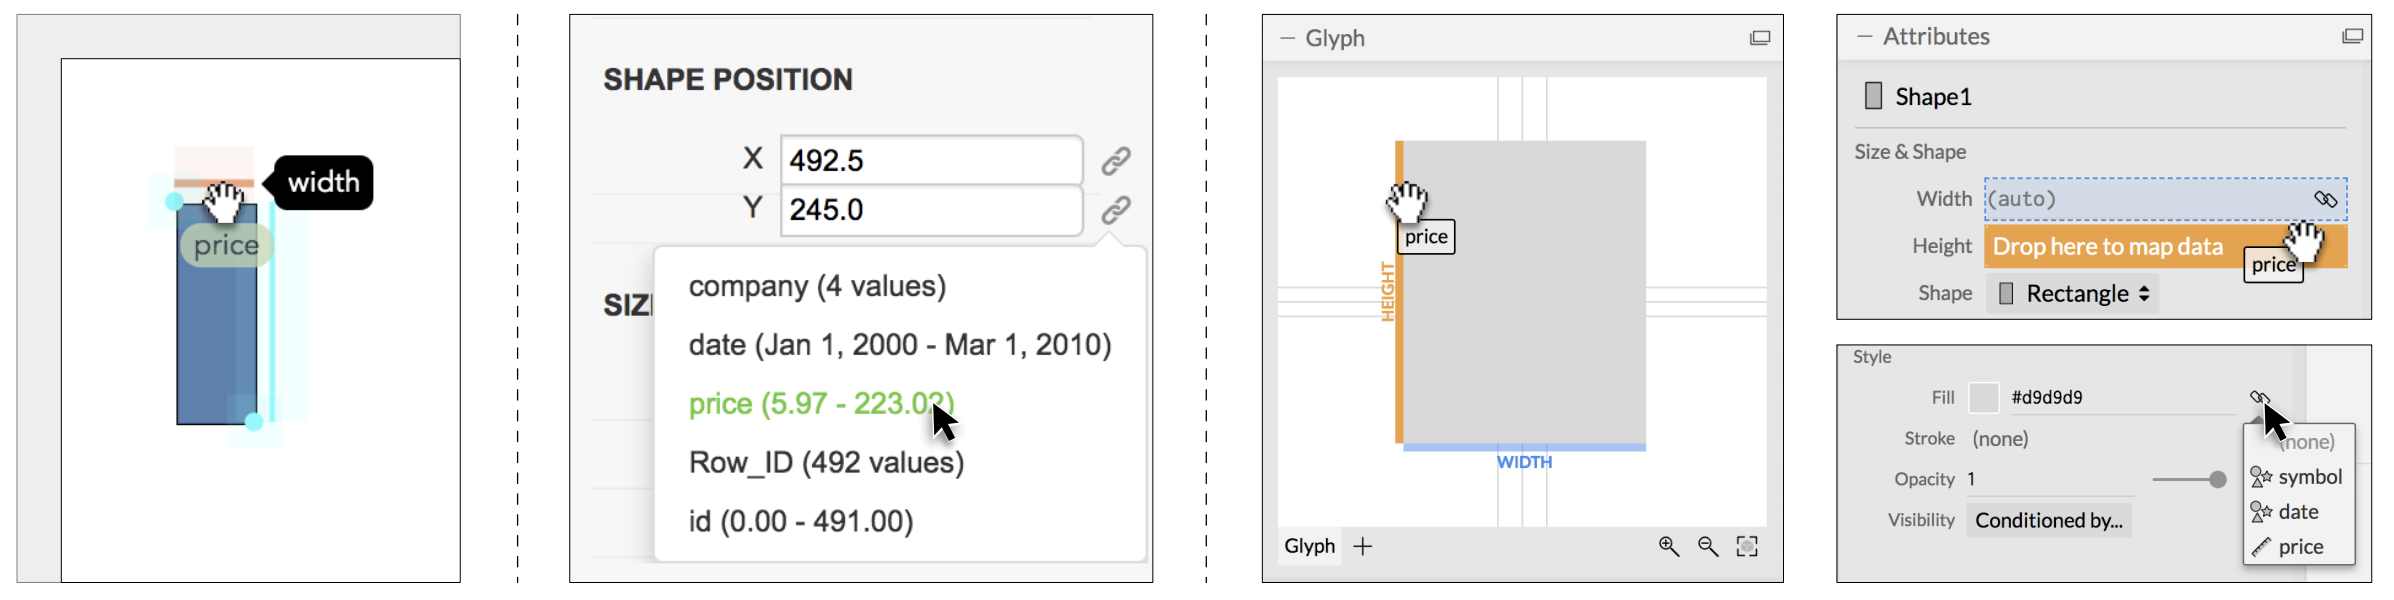 width
price
SHAPE POSITION
X 492.5
Y 245.0
SIZ
company (4 values)
date (Jan 1, 2000 - Mar 1, 2010)
price (5.97 - 223.02)
Row_ID (492 values)
id (0.00 - 491.00)
Glyph
price
HEIGHT
WIDTH
Glyph +
Attributes
Shape1
Size & Shape
Width (auto)
Height Drop here to map data
price
Shape Rectangle
Style
Fill #d9d9d9
Stroke (none)
Opacity 1
Visibility Conditioned by...
(none)
symbol
date
price